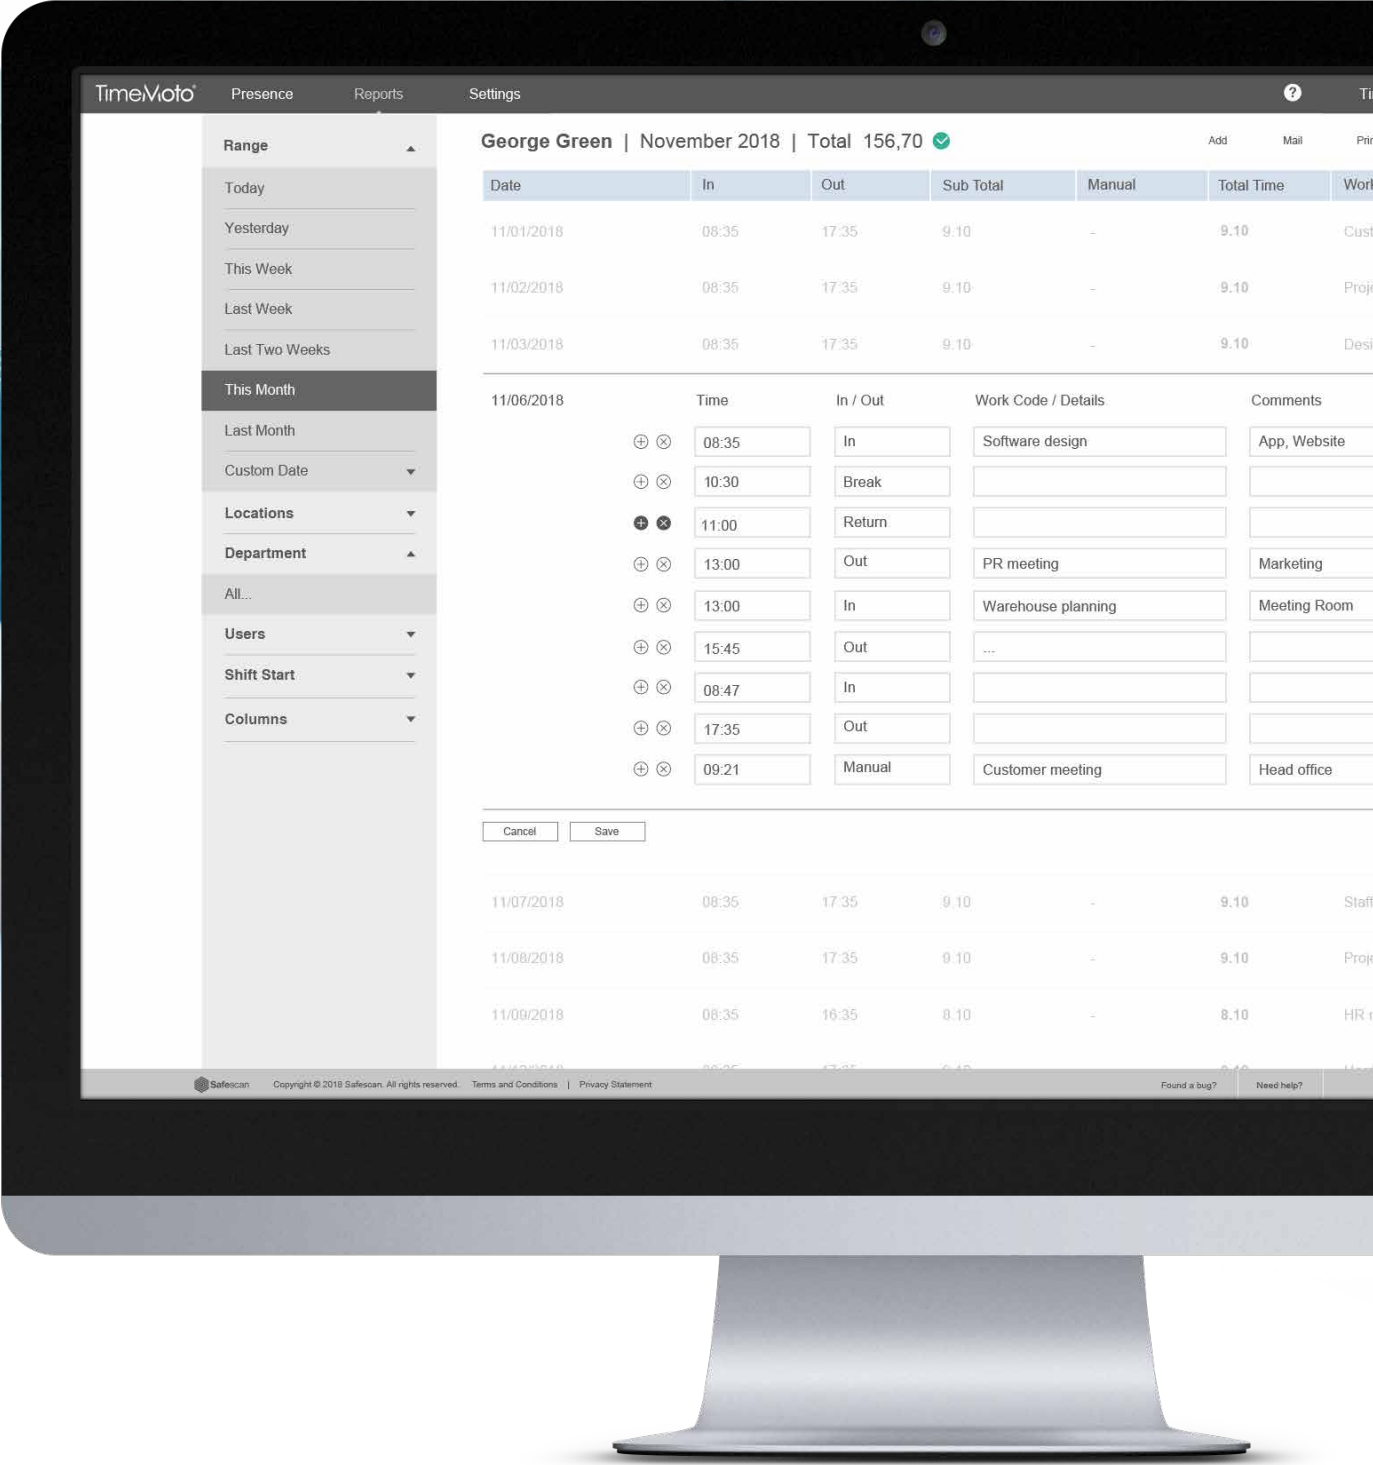 TimeMoto Presence Reports Settings ?
Range
Today
Yesterday
This Week
Last Week
Last Two Weeks
This Month
Last Month
Custom Date
Locations
Department
All...
Users
Shift Start
Columns
George Green | November 2018 | Total 156,70 Add Mail
Date In Out Sub Total Manual Total Time
11/01/2018 08:35 17:35 9.10 - 9.10
11/02/2018 08:35 17:35 9.10 - 9.10
11/03/2018 08:35 17:35 9.10 - 9.10
11/06/2018 Time In / Out Work Code / Details Comments
08:35 In Software design App, Website
10:30 Break
11:00 Return
13:00 Out PR meeting Marketing
13:00 In Warehouse planning Meeting Room
15:45 Out ...
08:47 In
17:35 Out
09:21 Manual Customer meeting Head office
Cancel Save
11/07/2018 08:35 17:35 9.10 - 9.10 Staff
11/08/2018 08:35 17:35 9.10 - 9.10
11/09/2018 08:35 16:35 8.10 - 8.10 HR
Safescan Copyright © 2018 Safescan. All rights reserved. Terms and Conditions | Privacy Statement Found a bug? Need help?